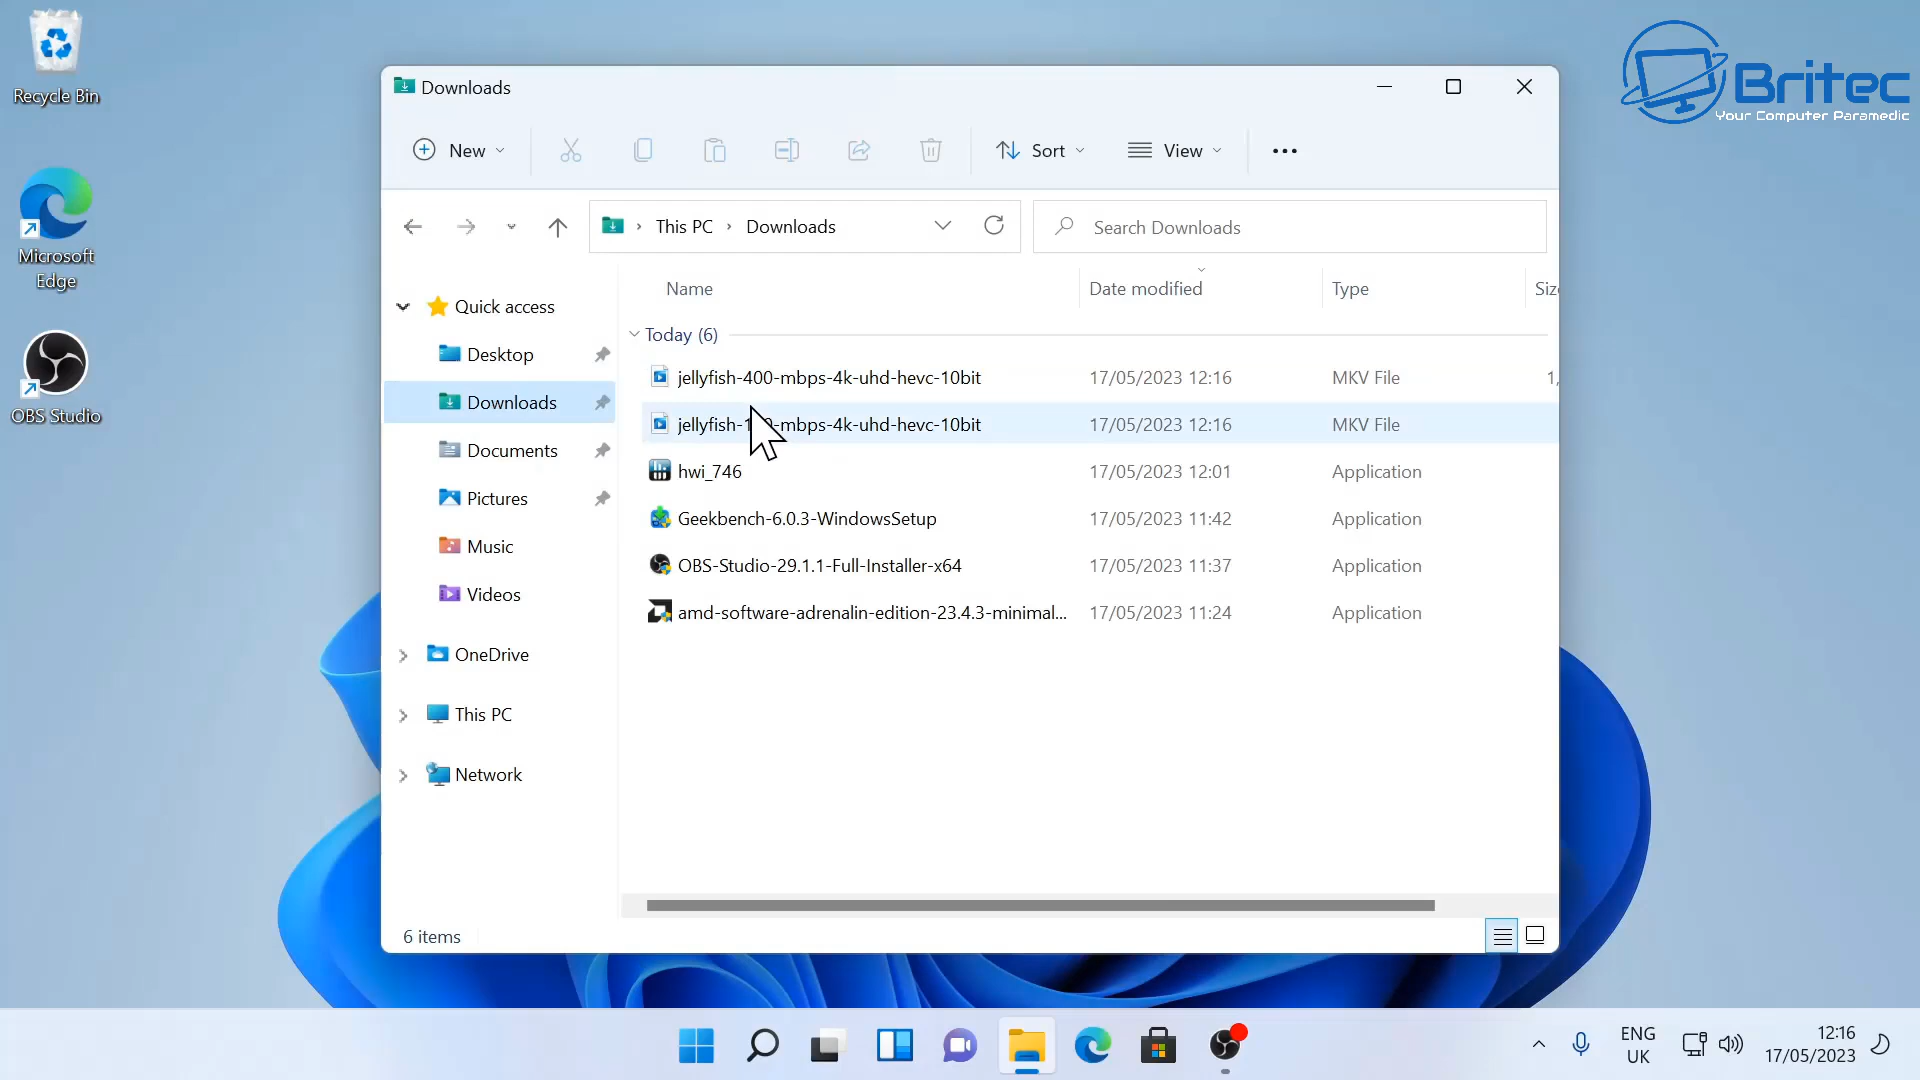 Recycle Bin
Microsoft
Edge
OBS Studio
Britec
Your Computer Paramedic
Downloads
New
Sort
View
This PC
Downloads
Search Downloads
Name
Date modified
Type
Quick access
Desktop
Downloads
Documents
Pictures
Music
Videos
OneDrive
This PC
Network
Today (6)
jellyfish-400-mbps-4k-uhd-hevc-10bit 17/05/2023 12:16 MKV File 1,
mbps-4k-uhd-hevc-10bit 17/05/2023 12:16 MKV File
hwi_746 17/05/2023 12:01 Application
Geekbench-6.0.3-WindowsSetup 17/05/2023 11:42 Application
OBS-Studio-29.1.1-Full-Installer-x64 17/05/2023 11:37 Application
amd-software-adrenalin-edition-23.4.3-minimal... 17/05/2023 11:24 Application
6 items
ENG
UK
12:16
17/05/2023